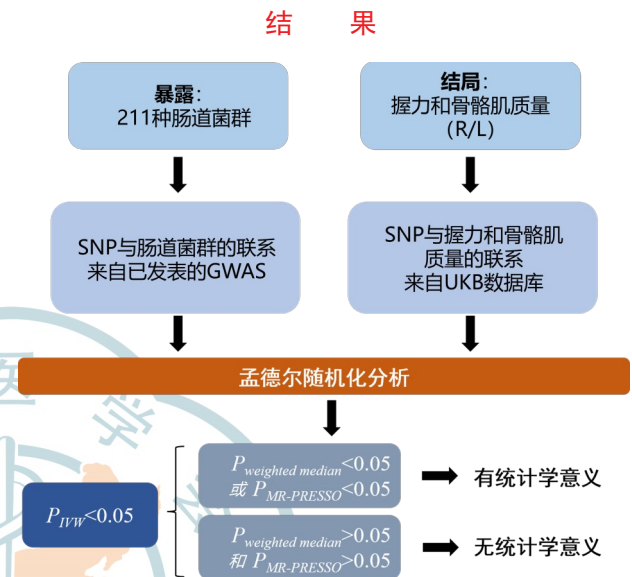 结 果
暴露：
211种肠道菌群
结局：
握力和骨骼肌质量
(R/L)
SNP与肠道菌群的联系
来自已发表的GWAS
SNP与握力和骨骼肌
质量的联系
来自UKB数据库
孟德尔随机化分析
P_IVW<0.05
P_weighted median<0.05
或 P_MR-PRESSO<0.05
有统计学意义
P_weighted median>0.05
和 P_MR-PRESSO>0.05
无统计学意义
医 学 会